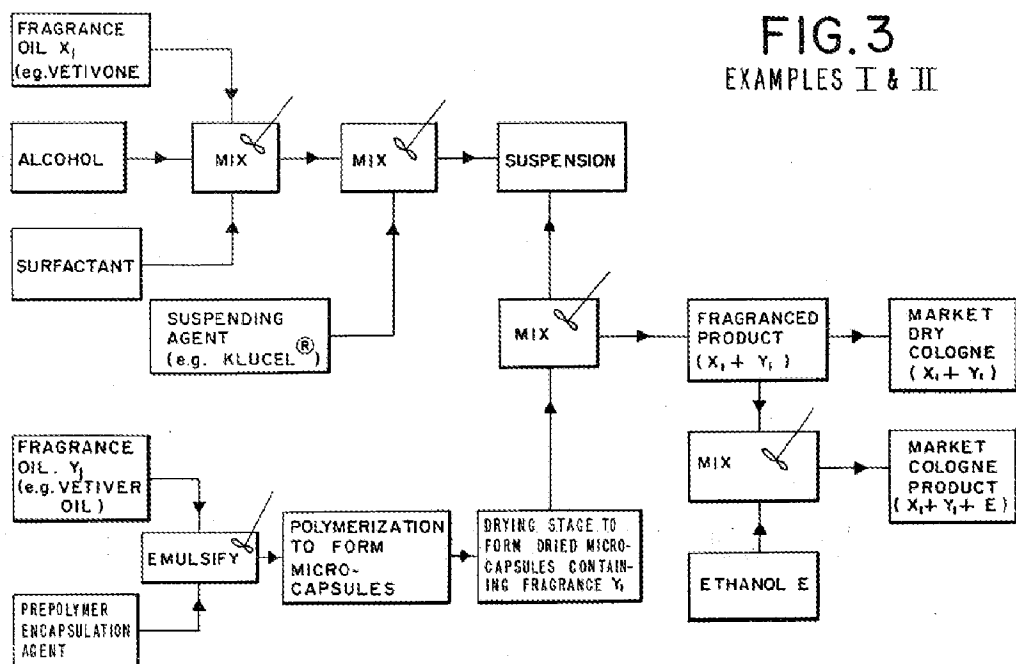 FIG. 3
EXAMPLES I & II
FRAGRANCE
OIL X₁
(eg. VETIVONE
ALCOHOL
SURFACTANT
MIX
MIX
SUSPENSION
SUSPENDING
AGENT
(e.g. KLUCEL®)
MIX
FRAGRANCED
PRODUCT
(X₁ + Y₁)
MARKET
DRY
COLOGNE
(X₁ + Y₁)
FRAGRANCE
OIL. Y₁
(e.g. VETIVER
OIL)
EMULSIFY
PREPOLYMER
ENCAPSULATION
AGENT
POLYMERIZATION
TO FORM
MICRO-
CAPSULES
DRYING STAGE TO
FORM DRIED MICRO-
CAPSULES CONTAIN-
ING FRAGRANCE Y₁
MIX
MARKET
COLOGNE
PRODUCT
(X₁ + Y₁ + E)
ETHANOL E